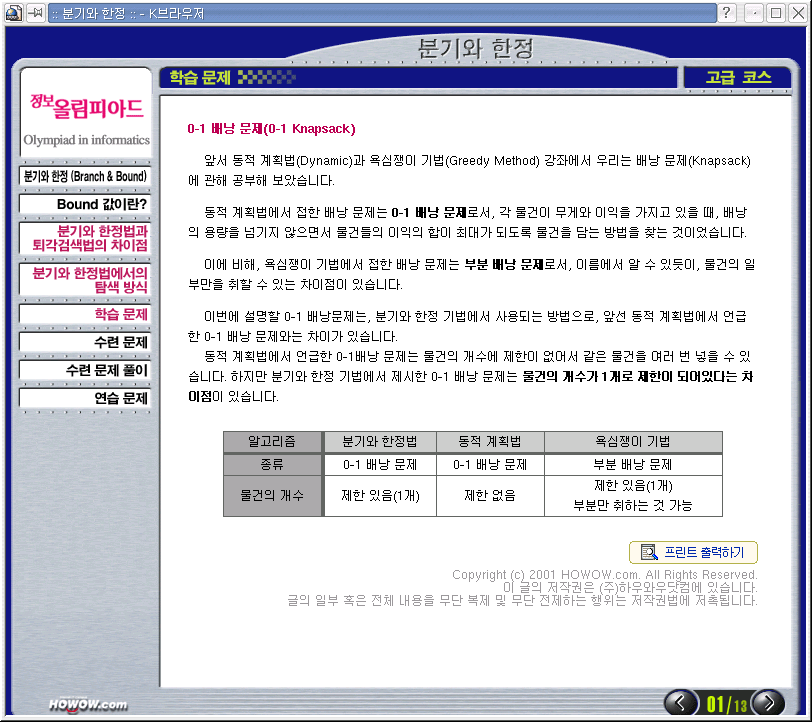 :: 분기와 한정 :: - K브라우저
분기와 한정
학습 문제
고급 코스
정보올림피아드
Olympiad in informatics
분기와 한정 (Branch & Bound)
Bound 값이란?
분기와 한정법과
퇴각검색법의 차이점
분기와 한정법에서의
탐색 방식
학습 문제
수련 문제
수련 문제 풀이
연습 문제
0-1 배낭 문제(0-1 Knapsack)
앞서 동적 계획법(Dynamic)과 욕심쟁이 기법(Greedy Method) 강좌에서 우리는 배낭 문제(Knapsack)
에 관해 공부해 보았습니다.
동적 계획법에서 접한 배낭 문제는 0-1 배낭 문제로서, 각 물건이 무게와 이익을 가지고 있을 때, 배낭
의 용량을 넘기지 않으면서 물건들의 이익의 합이 최대가 되도록 물건을 담는 방법을 찾는 것이었습니다.
이에 비해, 욕심쟁이 기법에서 접한 배낭 문제는 부분 배낭 문제로서, 이름에서 알 수 있듯이, 물건의 일
부만을 취할 수 있는 차이점이 있습니다.
이번에 설명할 0-1 배낭문제는, 분기와 한정 기법에서 사용되는 방법으로, 앞선 동적 계획법에서 언급
한 0-1 배낭 문제와는 차이가 있습니다.
동적 계획법에서 언급한 0-1배낭 문제는 물건의 개수에 제한이 없어서 같은 물건을 여러 번 넣을 수 있
습니다. 하지만 분기와 한정 기법에서 제시한 0-1 배낭 문제는 물건의 개수가 1개로 제한이 되어있다는 차
이점이 있습니다.
알고리즘 분기와 한정법 동적 계획법 욕심쟁이 기법
종류 0-1 배낭 문제 0-1 배낭 문제 부분 배낭 문제
물건의 개수 제한 있음(1개) 제한 없음 제한 있음(1개)
부분만 취하는 것 가능
프린트 출력하기
Copyright (c) 2001 HOWOW.com. All Rights Reserved.
이 글의 저작권은 (주)하우와우닷컴에 있습니다.
글의 일부 혹은 전체 내용을 무단 복제 및 무단 전제하는 행위는 저작권법에 저촉됩니다.
HOWOW.com
01/13